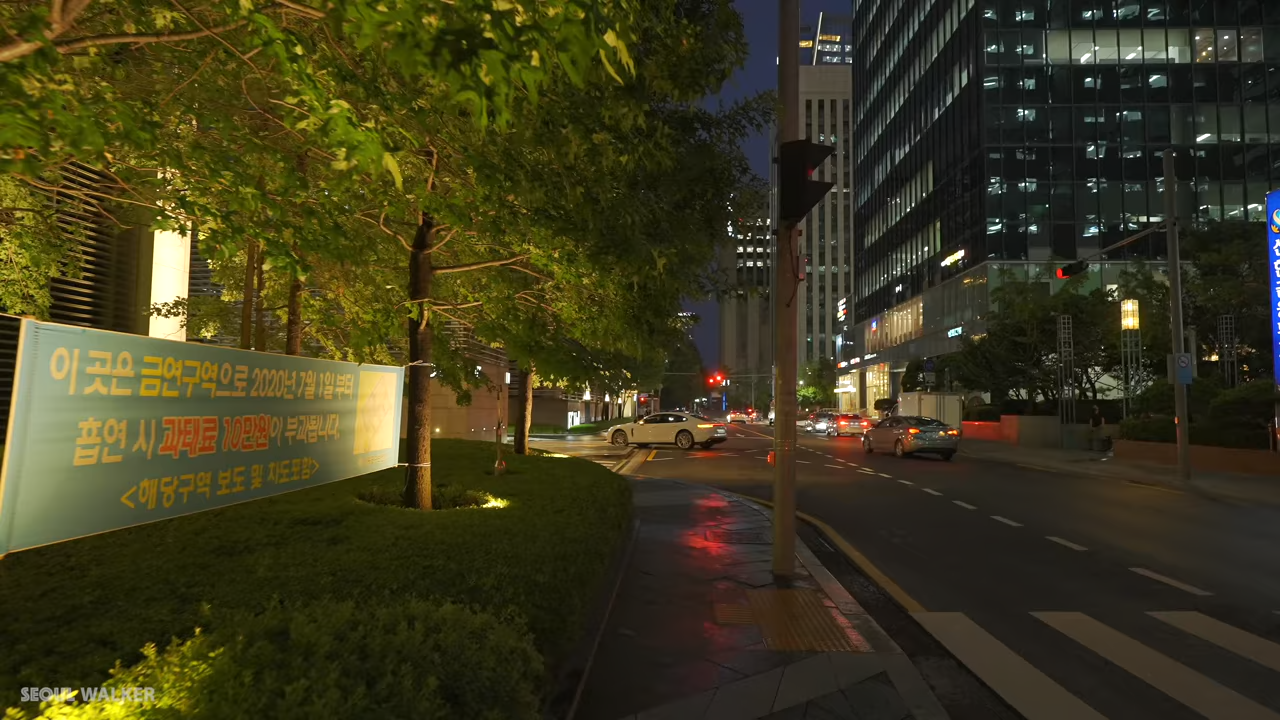 이 곳은 금연구역으로 2020년 7월 1일부터
흡연 시 과태료 10만원이 부과됩니다.
<해당구역 보도 및 차도포함>
SEOUL WALKER